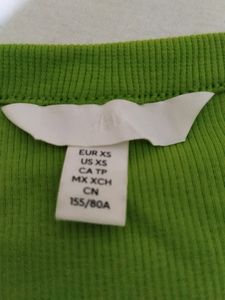 EUR XS
US XS
CA TP
MX XCH
CN
155/80A